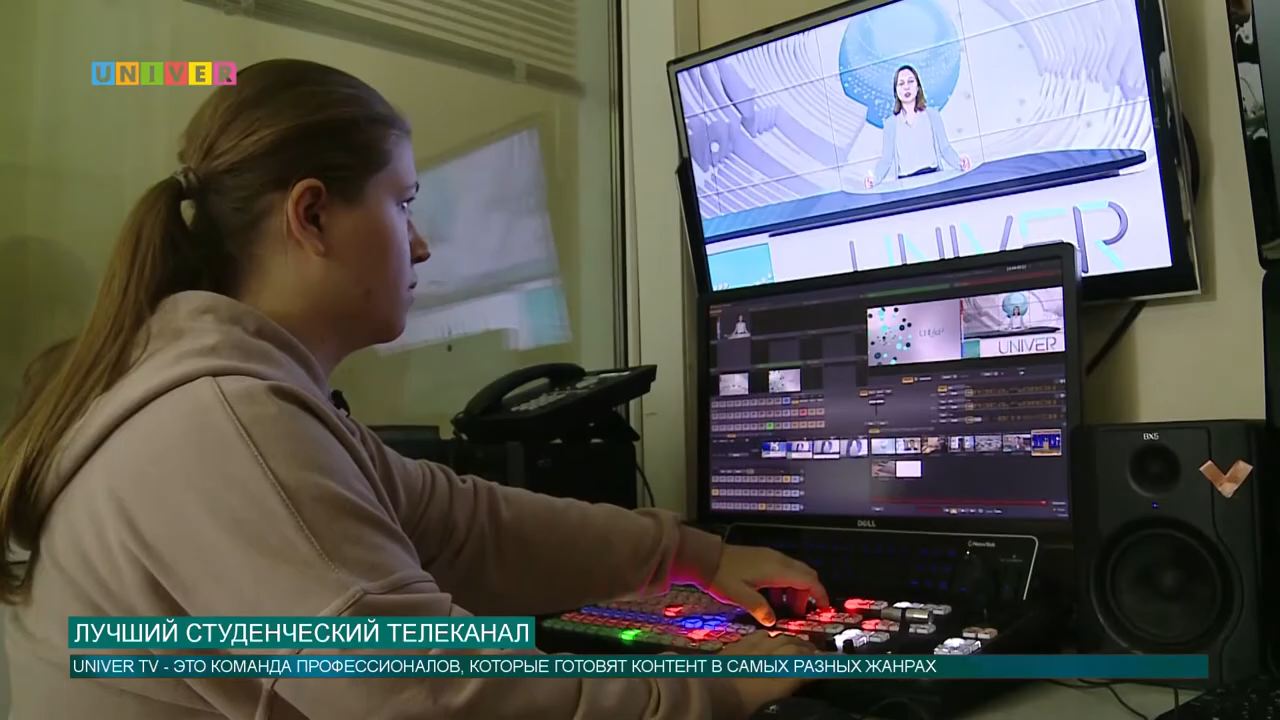 UNIVER
UNIVER
UNIVER
DELL
NewTek
BX5
ЛУЧШИЙ СТУДЕНЧЕСКИЙ ТЕЛЕКАНАЛ
UNIVER TV - ЭТО КОМАНДА ПРОФЕССИОНАЛОВ, КОТОРЫЕ ГОТОВЯТ КОНТЕНТ В САМЫХ РАЗНЫХ ЖАНРАХ